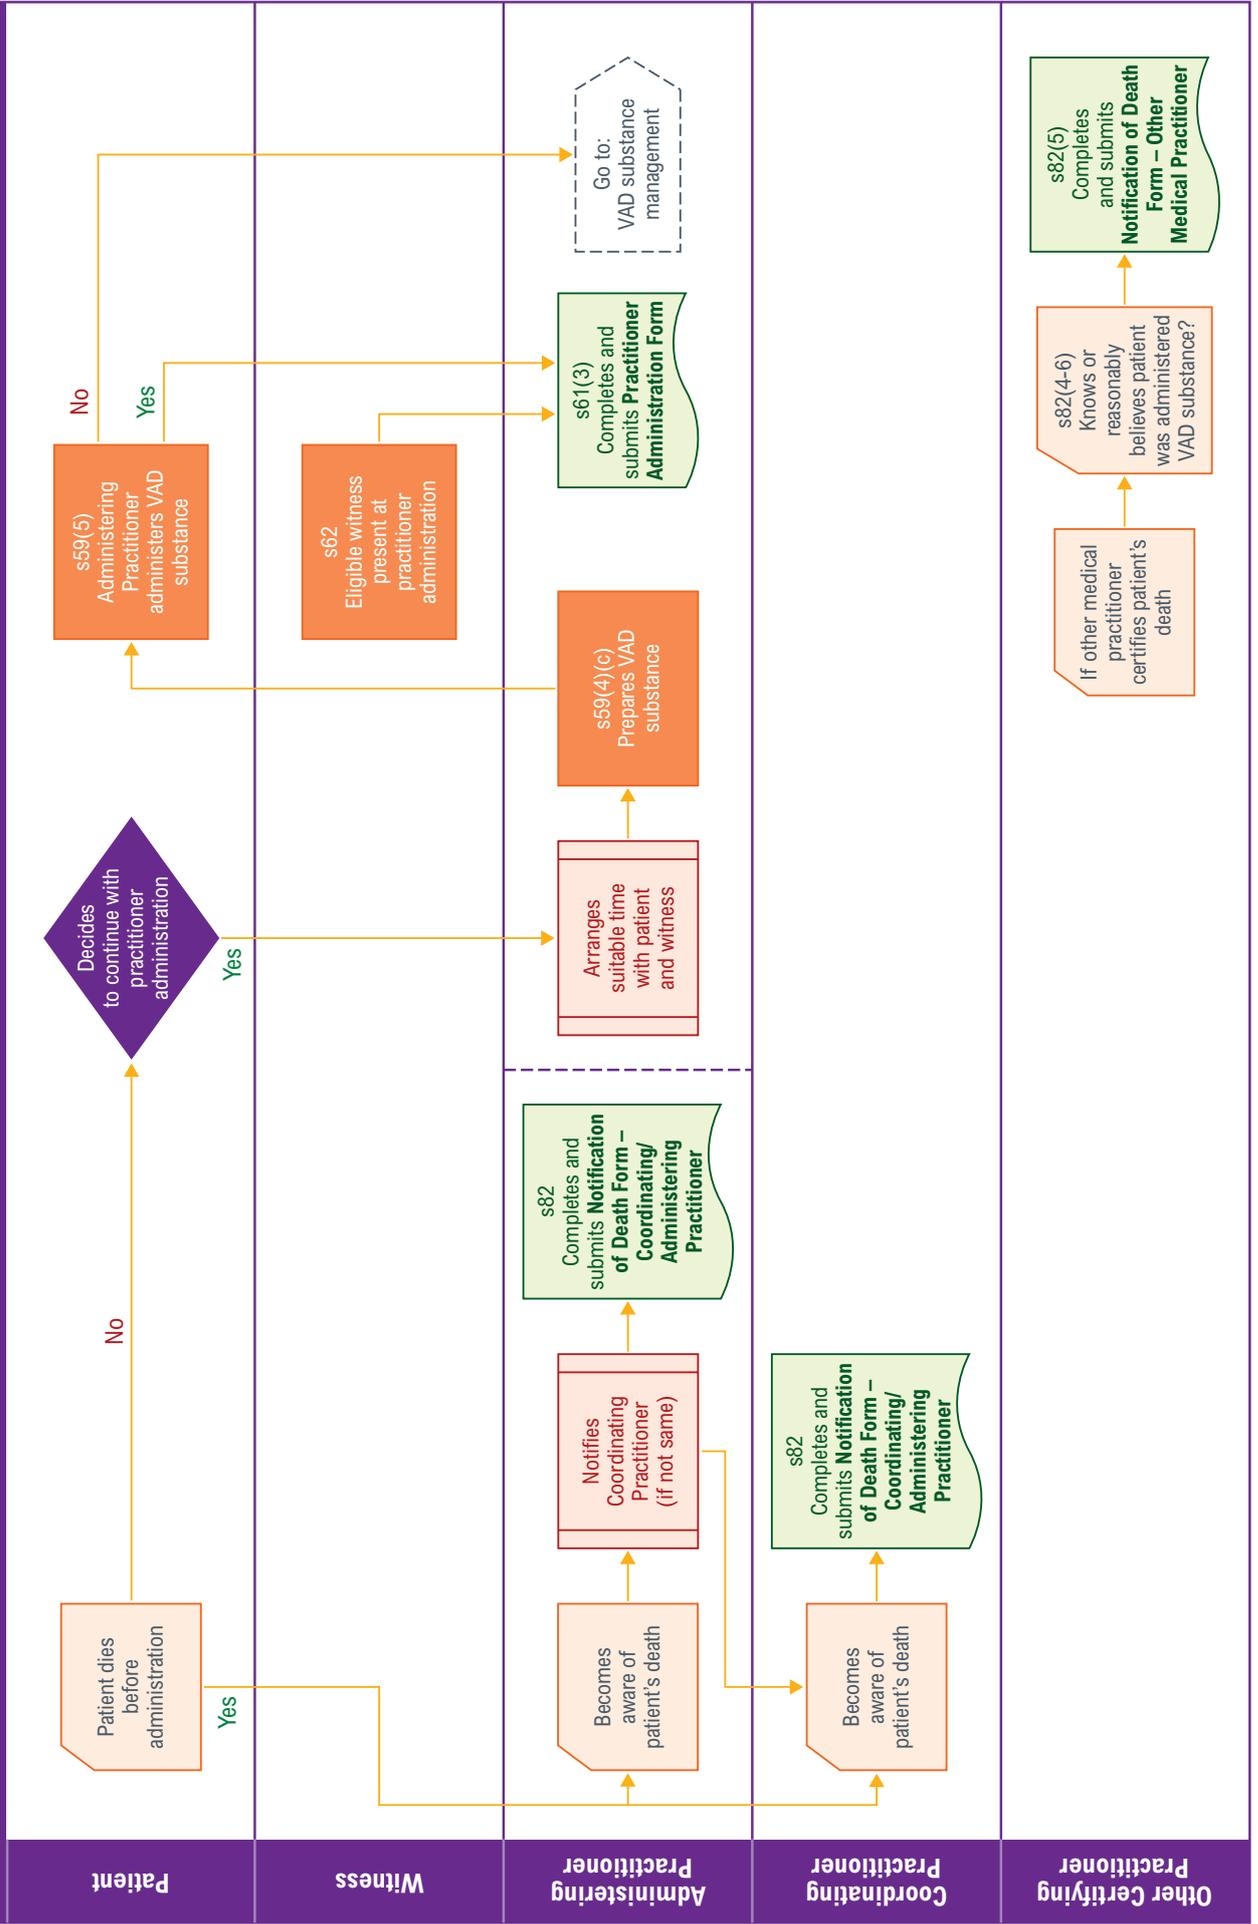 Patient
Patient dies
before
administration
Yes
No
Decides
to continue with
practitioner
administration
Yes
s59(5)
Administering
Practitioner
administers VAD
substance
No
Yes
Witness
s62
Eligible witness
present at
practitioner
administration
Administering
Practitioner
Becomes
aware of
patient's death
Notifies
Coordinating
Practitioner
(if not same)
s82
Completes and
submits Notification
of Death Form –
Coordinating/
Administering
Practitioner
Arranges
suitable time
with patient
and witness
s59(4)(c)
Prepares VAD
substance
s61(3)
Completes and
submits Practitioner
Administration Form
Go to:
VAD substance
management
Coordinating
Practitioner
Becomes
aware of
patient's death
s82
Completes and
submits Notification
of Death Form –
Coordinating/
Administering
Practitioner
Other Certifying
Practitioner
If other medical
practitioner
certifies patient's
death
s82(4-6)
Knows or
reasonably
believes patient
was administered
VAD substance?
s82(5)
Completes
and submits
Notification of Death
Form – Other
Medical Practitioner